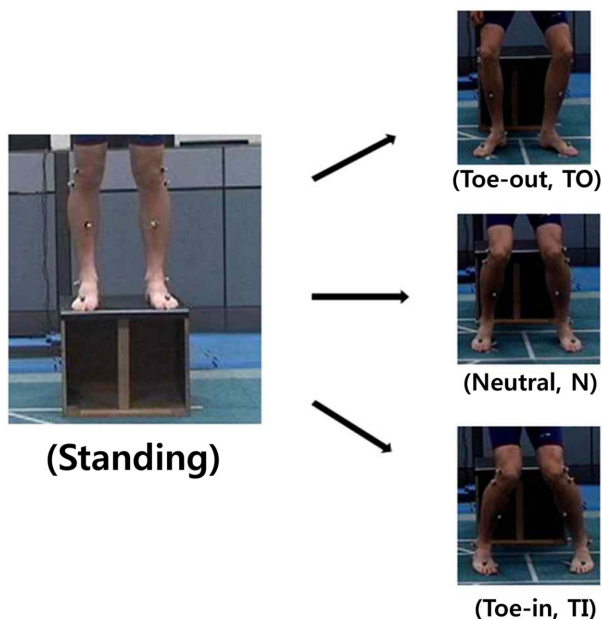 (Toe-out, TO)
(Neutral, N)
(Standing)
(Toe-in, TI)